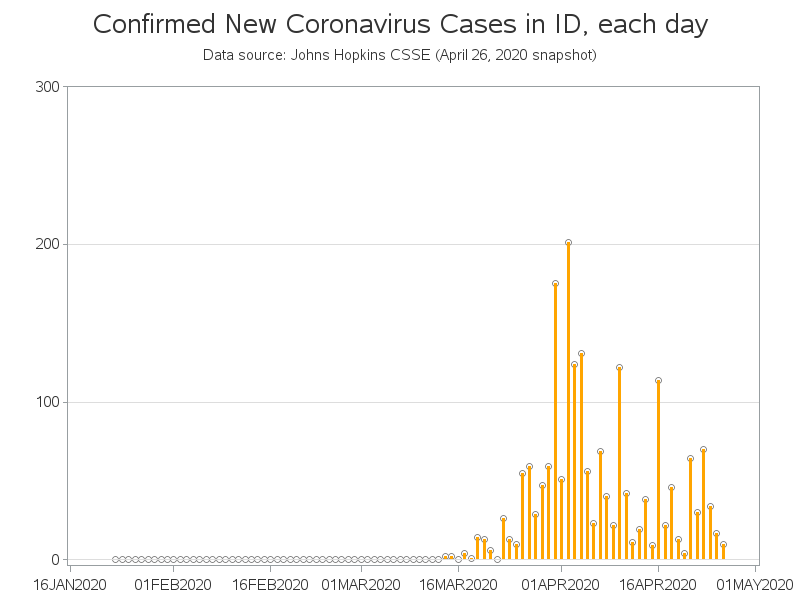 Confirmed New Coronavirus Cases in ID, each day
Data source: Johns Hopkins CSSE (April 26, 2020 snapshot)
300
200
100
0
16JAN2020 01FEB2020 16FEB2020 01MAR2020 16MAR2020 01APR2020 16APR2020 01MAY2020